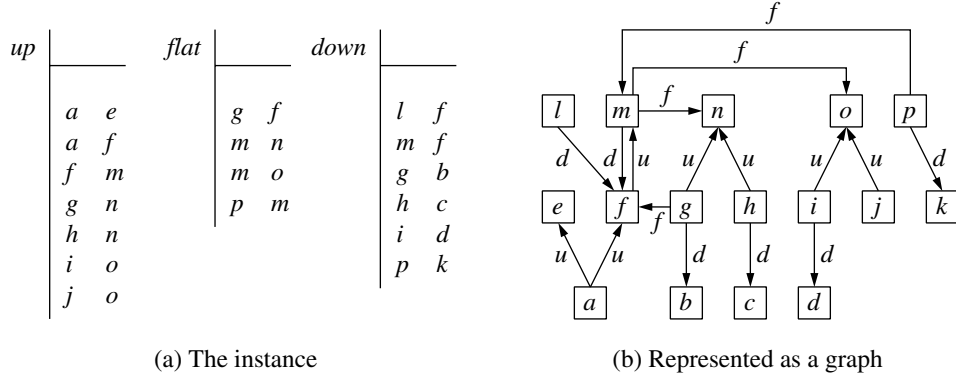 up flat down
a e
a f
f m
g n
h n
i o
j o
g f
m n
m o
p m
l f
m f
g b
h c
i d
p k
(a) The instance
f
f
l m f n o p
d d u u u u u d
e f f g h i j k
u u d d d
a b c d
(b) Represented as a graph